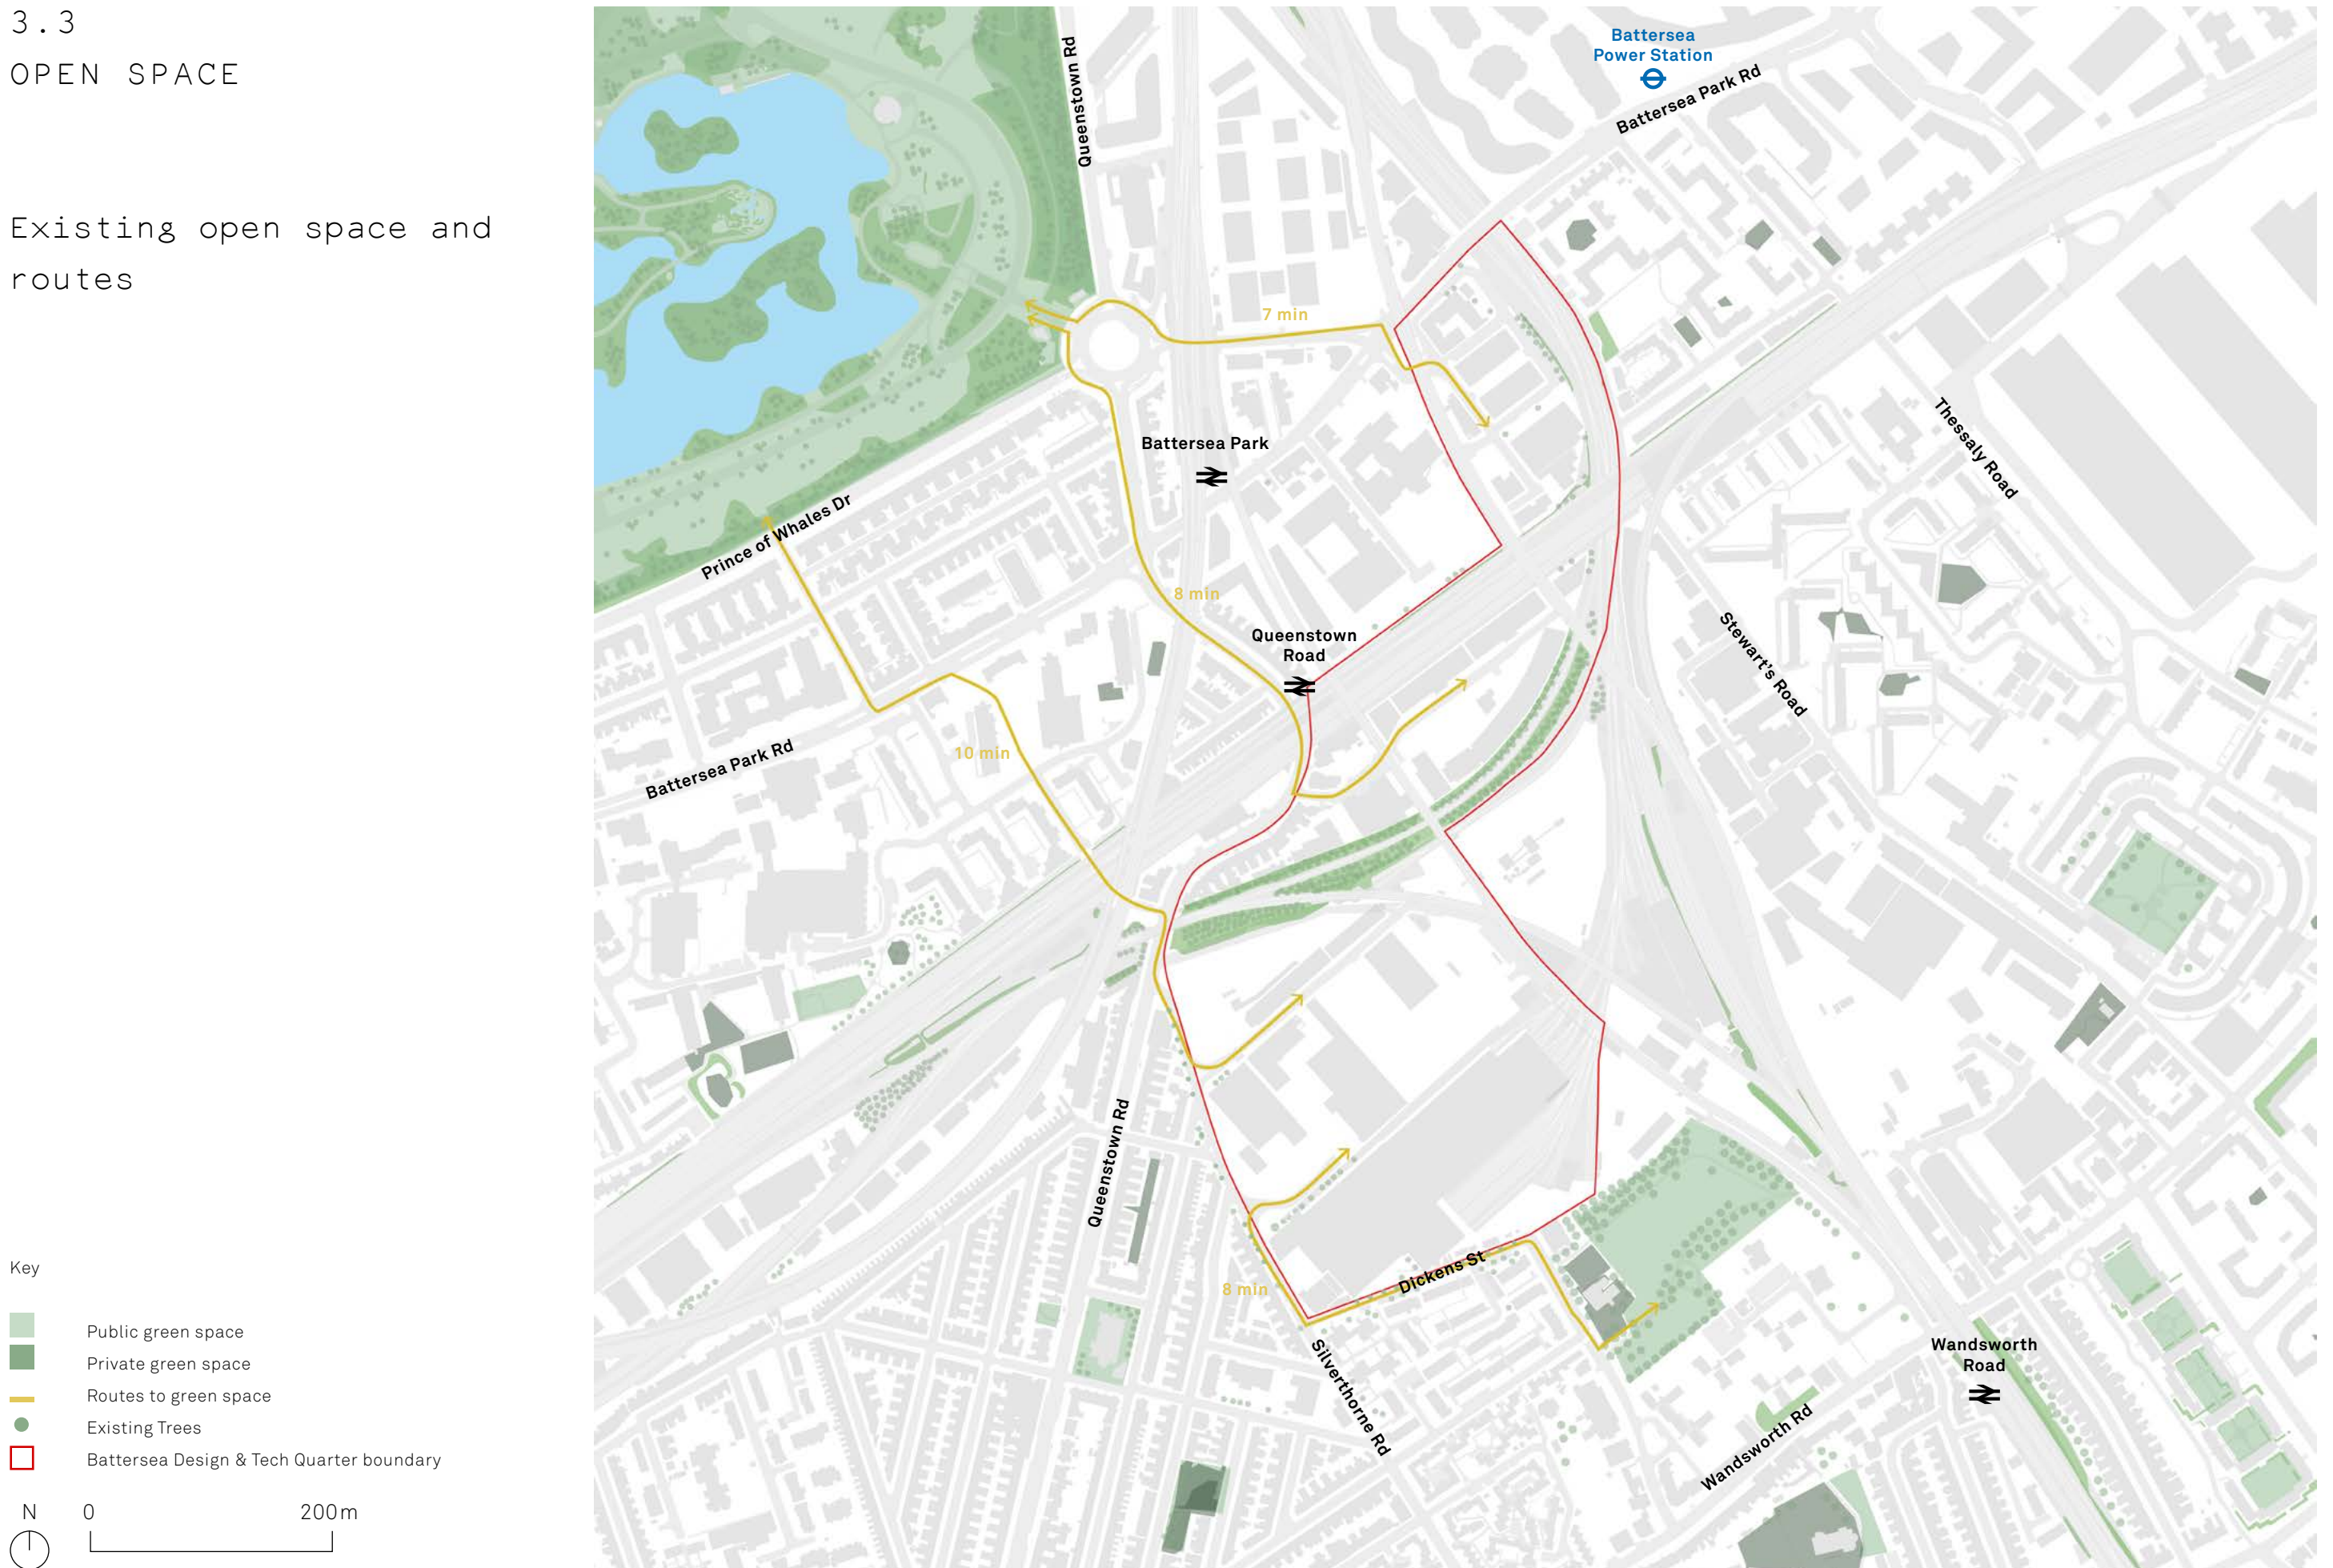 3.3
OPEN SPACE
Existing open space and
routes
Key
Public green space
Private green space
Routes to green space
Existing Trees
Battersea Design & Tech Quarter boundary
N
0
200m
Queenstown Rd
Battersea
Power Station
Battersea Park Rd
7 min
Battersea Park
Thessaly Road
Prince of Whales Dr
8 min
Queenstown
Road
Stewart's Road
10 min
Battersea Park Rd
Queenstown Rd
Dickens St
8 min
Silverthorne Rd
Wandsworth
Road
Wandsworth Rd